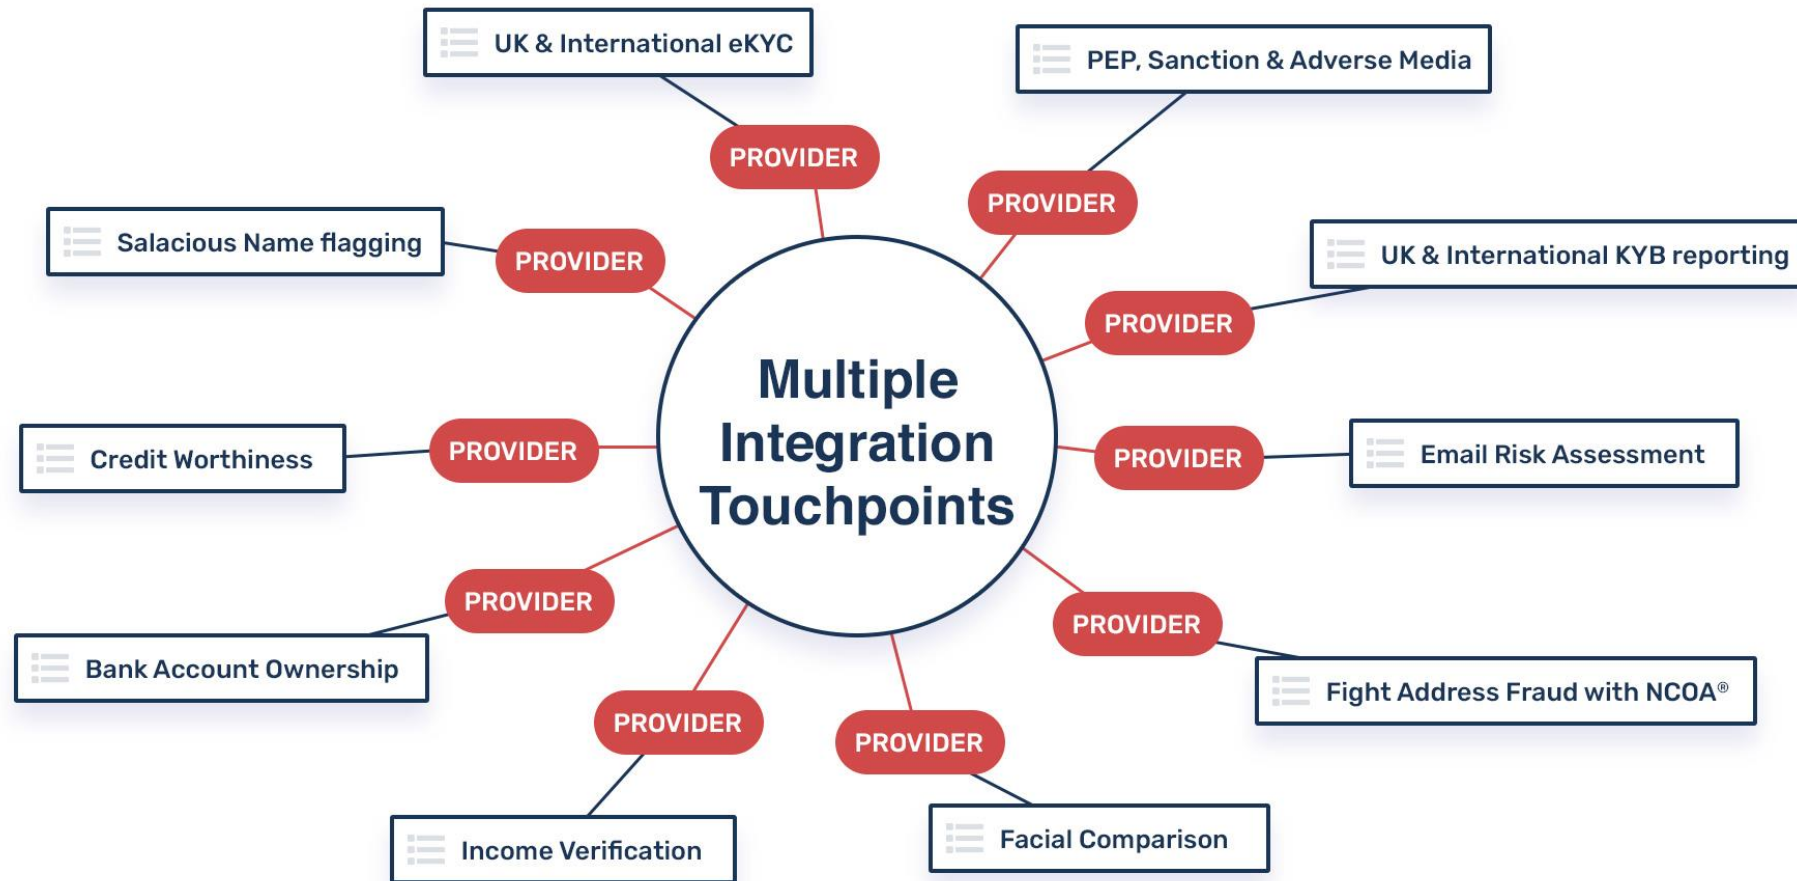 UK & International eKYC
PEP, Sanction & Adverse Media
PROVIDER
PROVIDER
Salacious Name flagging
PROVIDER
UK & International KYB reporting
PROVIDER
Multiple
Integration
Touchpoints
Credit Worthiness
PROVIDER
PROVIDER
Email Risk Assessment
PROVIDER
Bank Account Ownership
PROVIDER
Fight Address Fraud with NCOA®
PROVIDER
PROVIDER
Income Verification
Facial Comparison